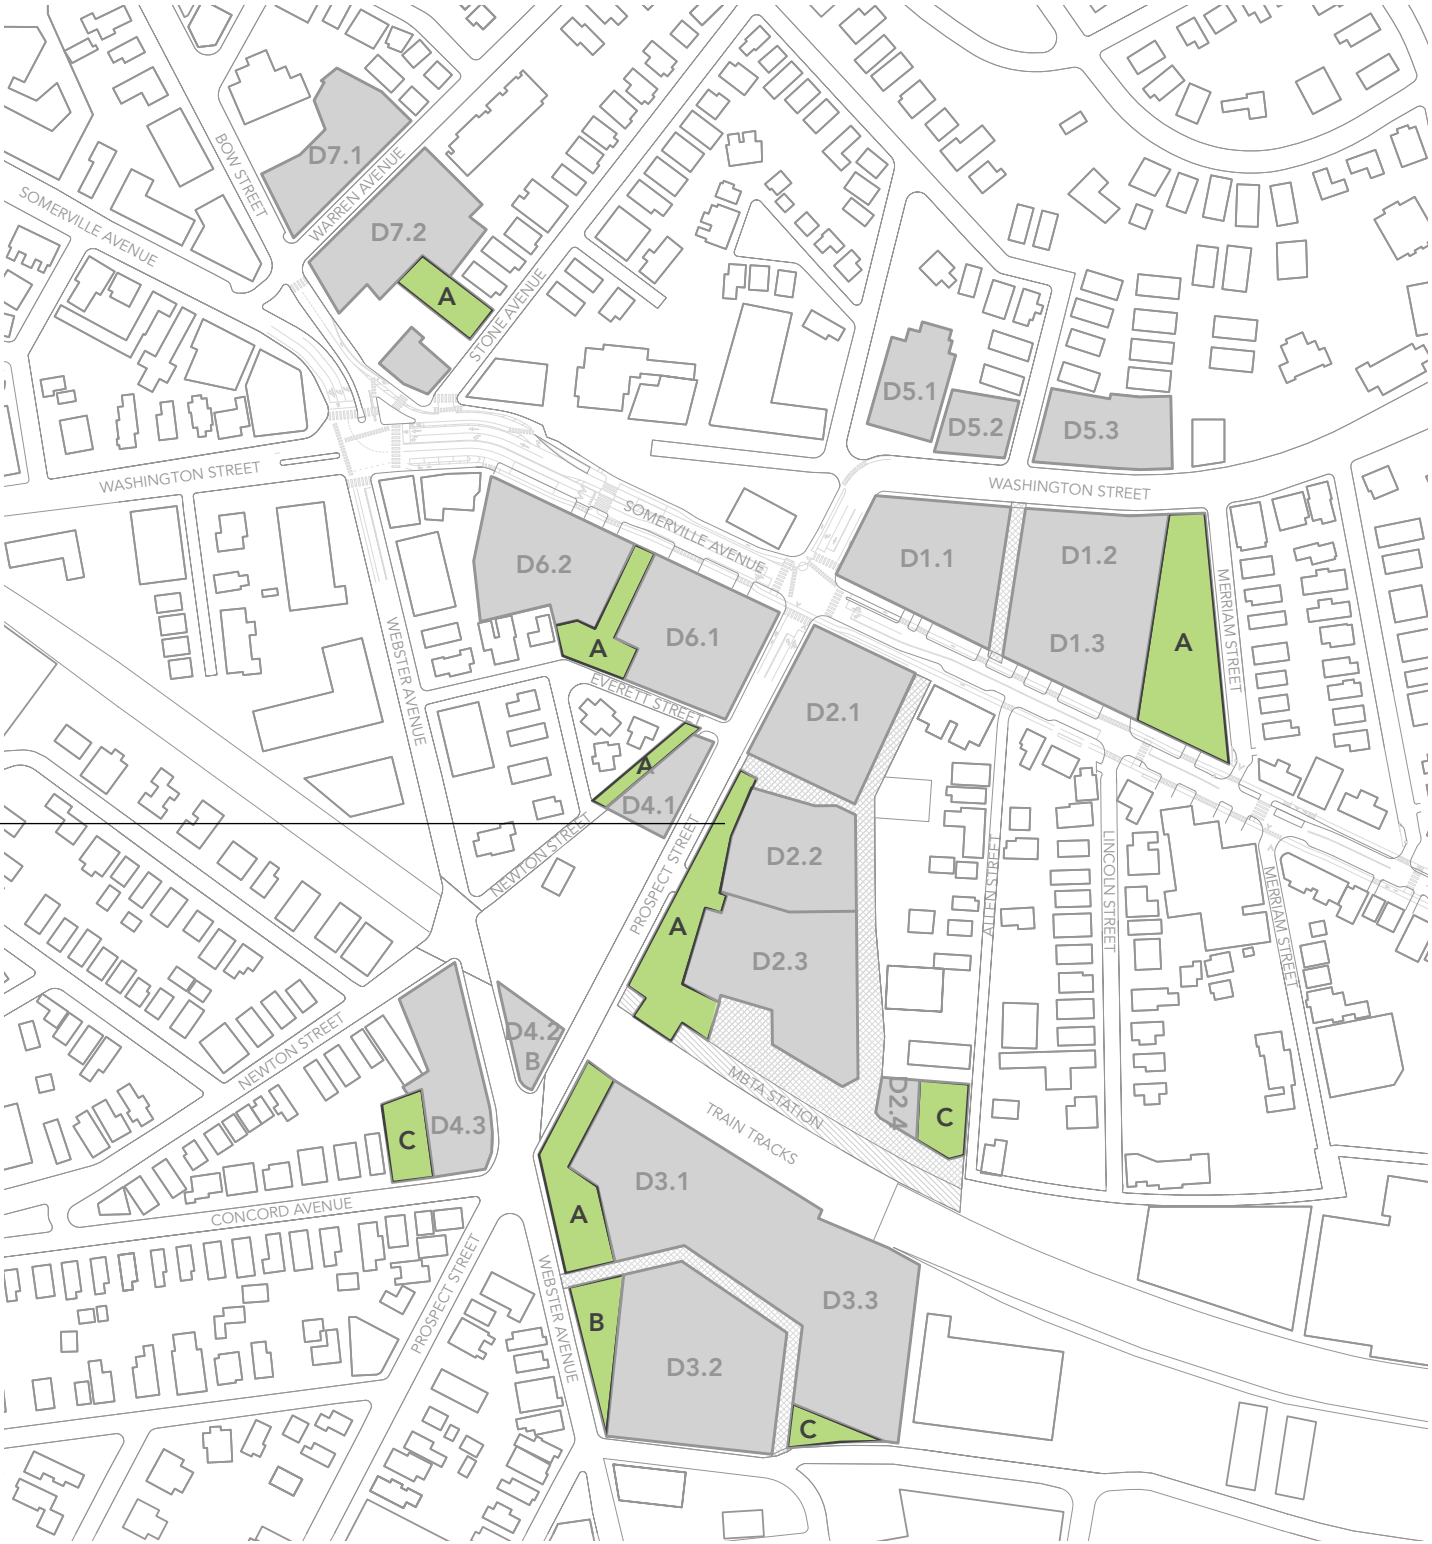 BOW STREET
D7.1
WARREN AVENUE
SOMERVILLE AVENUE
D7.2
A
STONE AVENUE
D5.1
D5.2
D5.3
WASHINGTON STREET
WASHINGTON STREET
SOMERVILLE AVENUE
D6.2
D1.1
D1.2
MERRIAM STREET
D6.1
A
D1.3
A
WEBSTER AVENUE
EVERETT STREET
D2.1
A
D4.1
NEWTON STREET
PROSPECT STREET
D2.2
ALLEN STREET
LINCOLN STREET
MERRIAM STREET
A
D2.3
D4.2
B
NEWTON STREET
MBTA STATION
D2.4
C
TRAIN TRACKS
C
D4.3
D3.1
CONCORD AVENUE
A
PROSPECT STREET
WEBSTER AVENUE
D3.3
B
D3.2
C